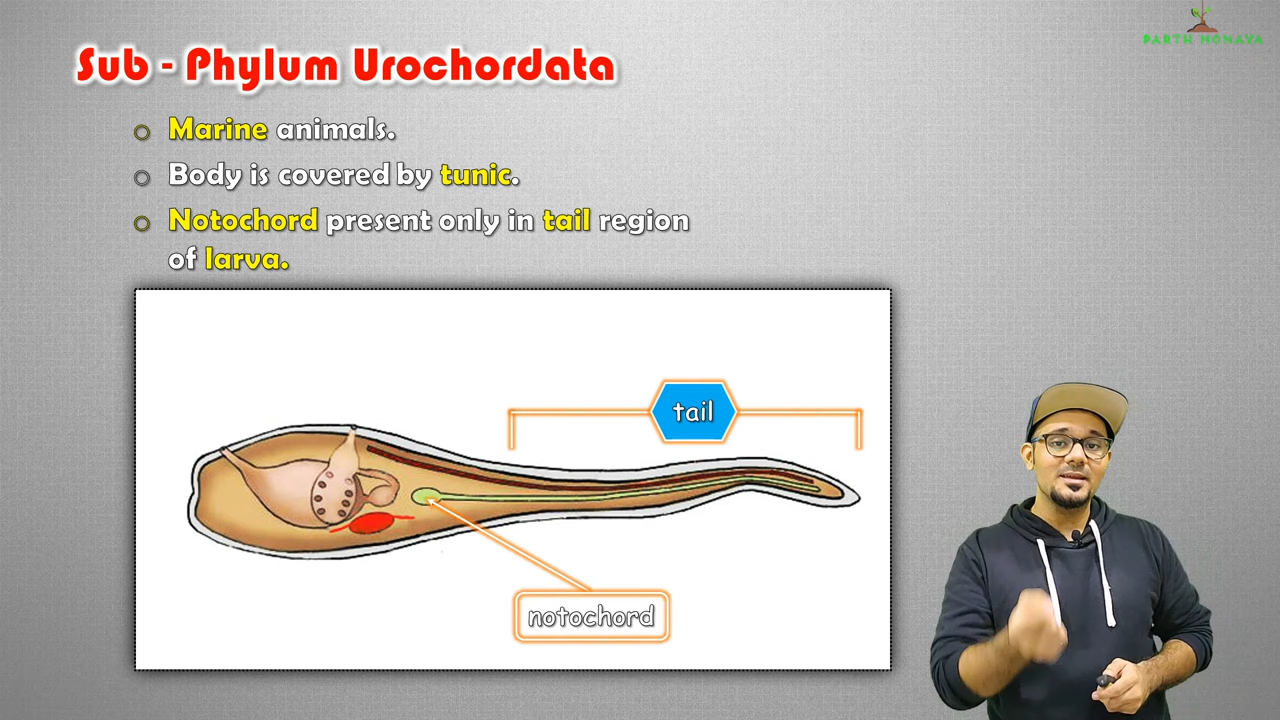 PARTH MONAYA
Sub - Phylum Urochordata
Marine animals.
Body is covered by tunic.
Notochord present only in tail region
of larva.
tail
notochord